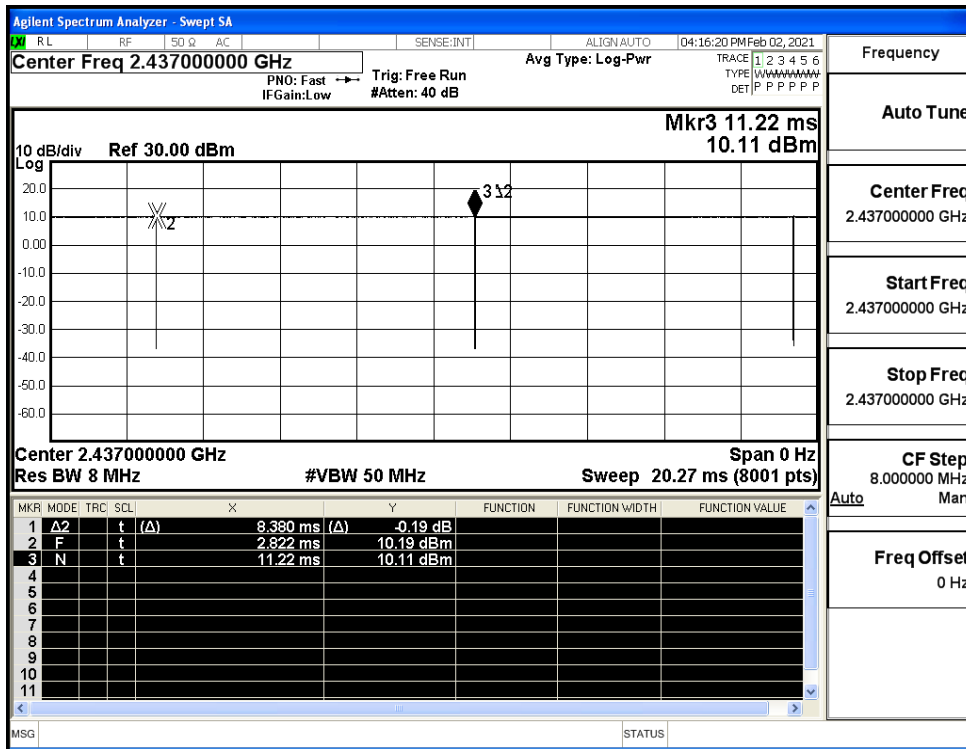 Agilent Spectrum Analyzer - Swept SA
LXI RL RF 50 Ω AC SENSE:INT ALIGN AUTO 04:16:20 PM Feb 02, 2021
Center Freq 2.437000000 GHz Avg Type: Log-Pwr TRACE 1 2 3 4 5 6
PNO: Fast Trig: Free Run TYPE WWWWWW
IFGain:Low #Atten: 40 dB DET P P P P P P
Mkr3 11.22 ms
10 dB/div Ref 30.00 dBm 10.11 dBm
Log
20.0
10.0
0.00
-10.0
-20.0
-30.0
-40.0
-50.0
-60.0
2
3 1Δ2
Center 2.437000000 GHz Span 0 Hz
Res BW 8 MHz #VBW 50 MHz Sweep 20.27 ms (8001 pts)
MKR MODE TRC SCL X Y FUNCTION FUNCTION WIDTH FUNCTION VALUE
1 Δ2 t (Δ) 8.380 ms (Δ) -0.19 dB
2 F t 2.822 ms 10.19 dBm
3 N t 11.22 ms 10.11 dBm
4
5
6
7
8
9
10
11
MSG STATUS
Frequency
Auto Tune
Center Freq
2.437000000 GHz
Start Freq
2.437000000 GHz
Stop Freq
2.437000000 GHz
CF Step
8.000000 MHz
Auto Man
Freq Offset
0 Hz